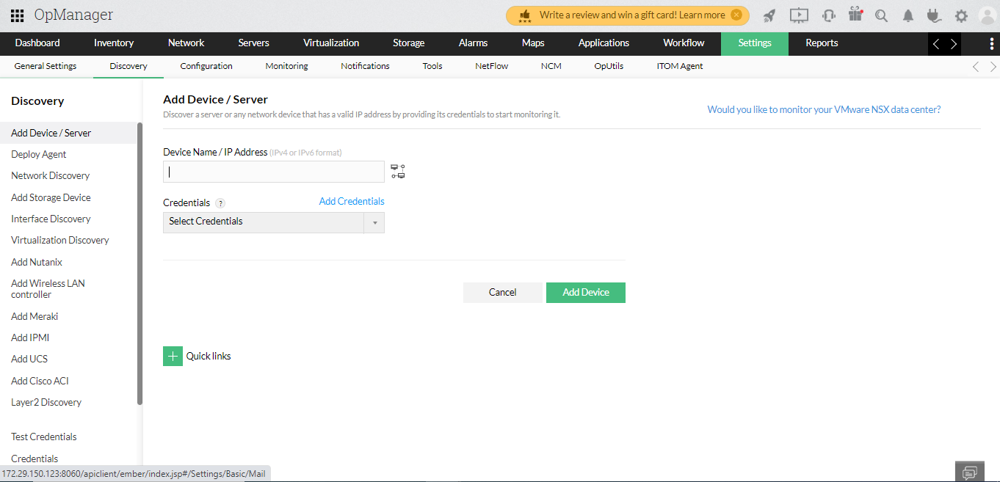 OpManager
Write a review and win a gift card! Learn more
Dashboard Inventory Network Servers Virtualization Storage Alarms Maps Applications Workflow Settings Reports
General Settings Discovery Configuration Monitoring Notifications Tools NetFlow NCM OpUtils ITOM Agent
Discovery
Add Device / Server
Deploy Agent
Network Discovery
Add Storage Device
Interface Discovery
Virtualization Discovery
Add Nutanix
Add Wireless LAN
controller
Add Meraki
Add IPMI
Add UCS
Add Cisco ACI
Layer2 Discovery
Test Credentials
Credentials
Add Device / Server
Discover a server or any network device that has a valid IP address by providing its credentials to start monitoring it.
Would you like to monitor your VMware NSX data center?
Device Name / IP Address (IPv4 or IPv6 format)
Credentials ? Add Credentials
Select Credentials
Cancel Add Device
Quick links
172.29.150.123:8060/apiclient/ember/index.jsp#/Settings/Basic/Mail